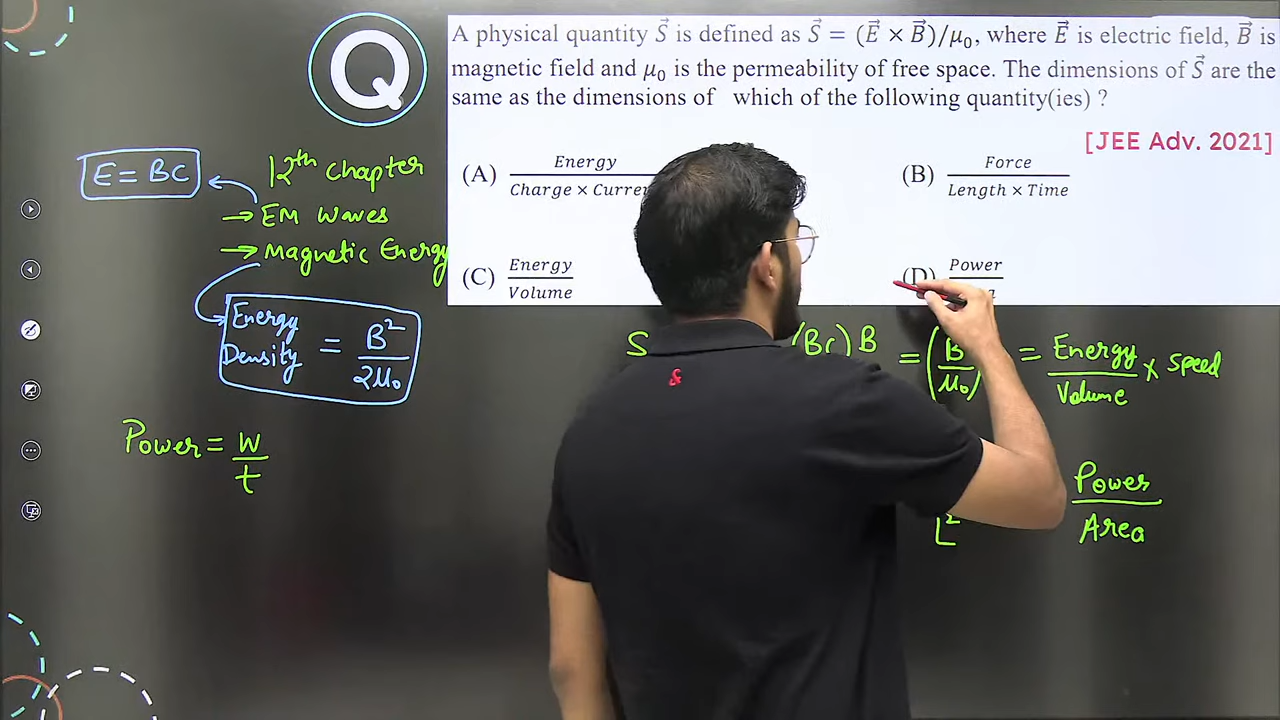 Q
A physical quantity S⃗ is defined as S⃗ = (E⃗ × B⃗)/μ₀, where E⃗ is electric field, B⃗ is
magnetic field and μ₀ is the permeability of free space. The dimensions of S⃗ are the
same as the dimensions of which of the following quantity(ies) ?
[JEE Adv. 2021]
(A) Energy
Charge × Curre
(B) Force
Length × Time
(C) Energy
Volume
(D) Power
a
E = BC
12th chapter
→ EM Waves
→ Magnetic Energy
Energy Density = B²/2μ₀
Power = W/t
S (BC) B = (B/μ₀) = Energy/Volume × Speed
L²
Power
Area